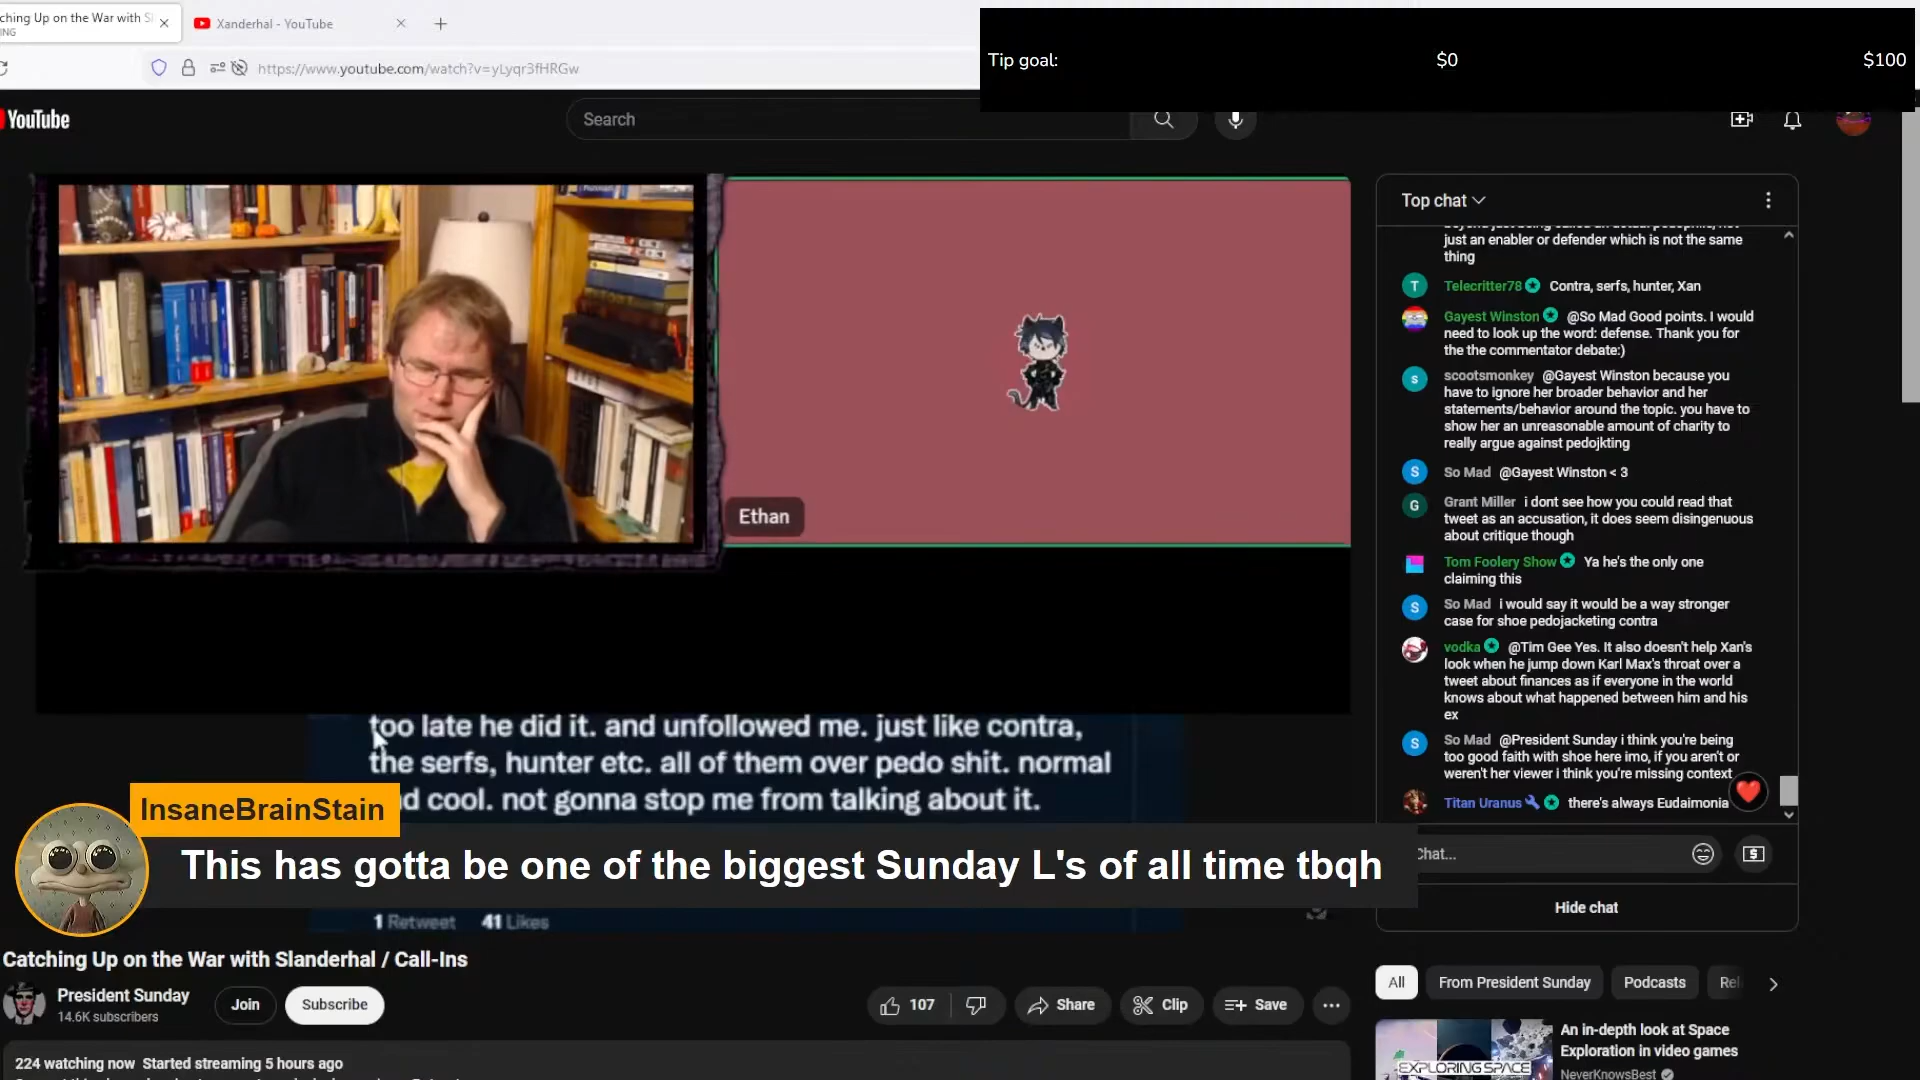 ching Up on the War with S
ING
Xanderhal - YouTube
https://www.youtube.com/watch?v=yLyqr3fHRGw
Tip goal:
$0
$100
YouTube
Search
Ethan
too late he did it. and unfollowed me. just like contra,
the serfs, hunter etc. all of them over pedo shit. normal
d cool. not gonna stop me from talking about it.
InsaneBrainStain
This has gotta be one of the biggest Sunday L's of all time tbqh
1 Retweet 41 Likes
Catching Up on the War with Slanderhal / Call-Ins
President Sunday
14.6K subscribers
Join
Subscribe
107
Share
Clip
Save
224 watching now Started streaming 5 hours ago
Top chat
just an enabler or defender which is not the same
thing
T
Telecritter78 Contra, serfs, hunter, Xan
Gayest Winston @So Mad Good points. I would
need to look up the word: defense. Thank you for
the the commentator debate:)
s
scootsmonkey @Gayest Winston because you
have to ignore her broader behavior and her
statements/behavior around the topic. you have to
show her an unreasonable amount of charity to
really argue against pedojkting
S
So Mad @Gayest Winston < 3
G
Grant Miller i dont see how you could read that
tweet as an accusation, it does seem disingenuous
about critique though
Tom Foolery Show Ya he's the only one
claiming this
S
So Mad i would say it would be a way stronger
case for shoe pedojacketing contra
vodka @Tim Gee Yes. It also doesn't help Xan's
look when he jump down Karl Max's throat over a
tweet about finances as if everyone in the world
knows about what happened between him and his
ex
S
So Mad @President Sunday i think you're being
too good faith with shoe here imo, if you aren't or
weren't her viewer i think you're missing context
Titan Uranus there's always Eudaimonia
Chat...
Hide chat
All
From President Sunday
Podcasts
Rel
An in-depth look at Space
Exploration in video games
NeverKnowsBest
EXPLORING SPACE